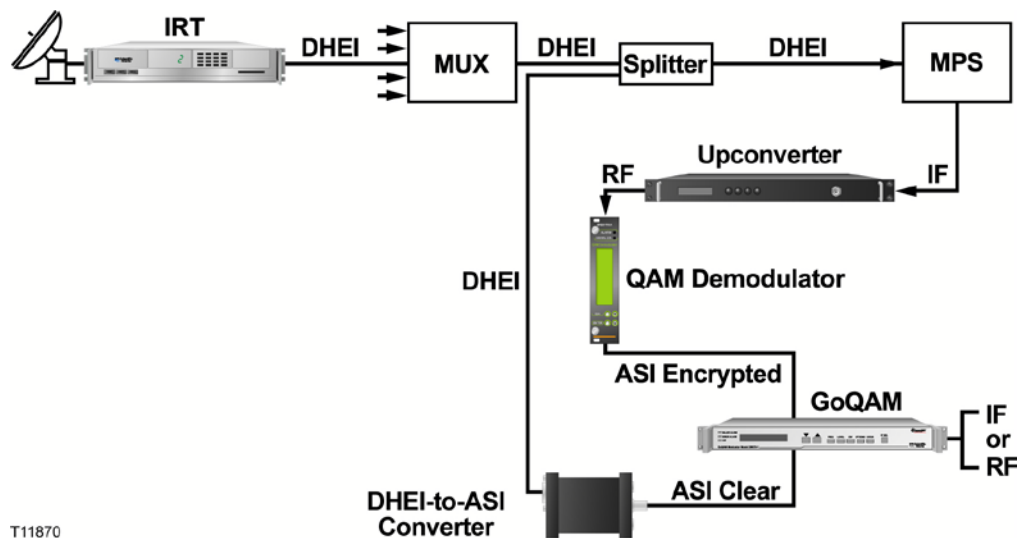 IRT
DHEI
MUX
DHEI
Splitter
DHEI
MPS
Upconverter
RF
IF
DHEI
QAM Demodulator
ASI Encrypted
GoQAM
IF
or
RF
DHEI-to-ASI
Converter
ASI Clear
T11870